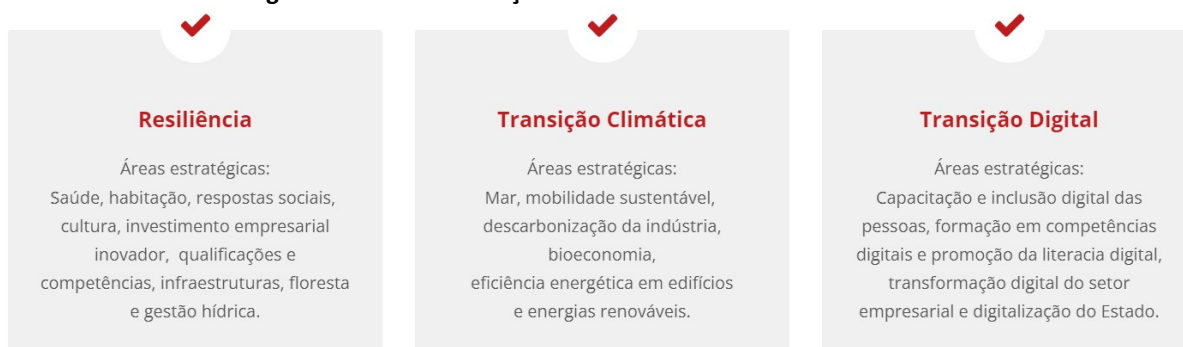 Resiliência
Áreas estratégicas:
Saúde, habitação, respostas sociais,
cultura, investimento empresarial
inovador, qualificações e
competências, infraestruturas, floresta
e gestão hídrica.
Transição Climática
Áreas estratégicas:
Mar, mobilidade sustentável,
descarbonização da indústria,
bioeconomia,
eficiência energética em edifícios
e energias renováveis.
Transição Digital
Áreas estratégicas:
Capacitação e inclusão digital das
pessoas, formação em competências
digitais e promoção da literacia digital,
transformação digital do setor
empresarial e digitalização do Estado.